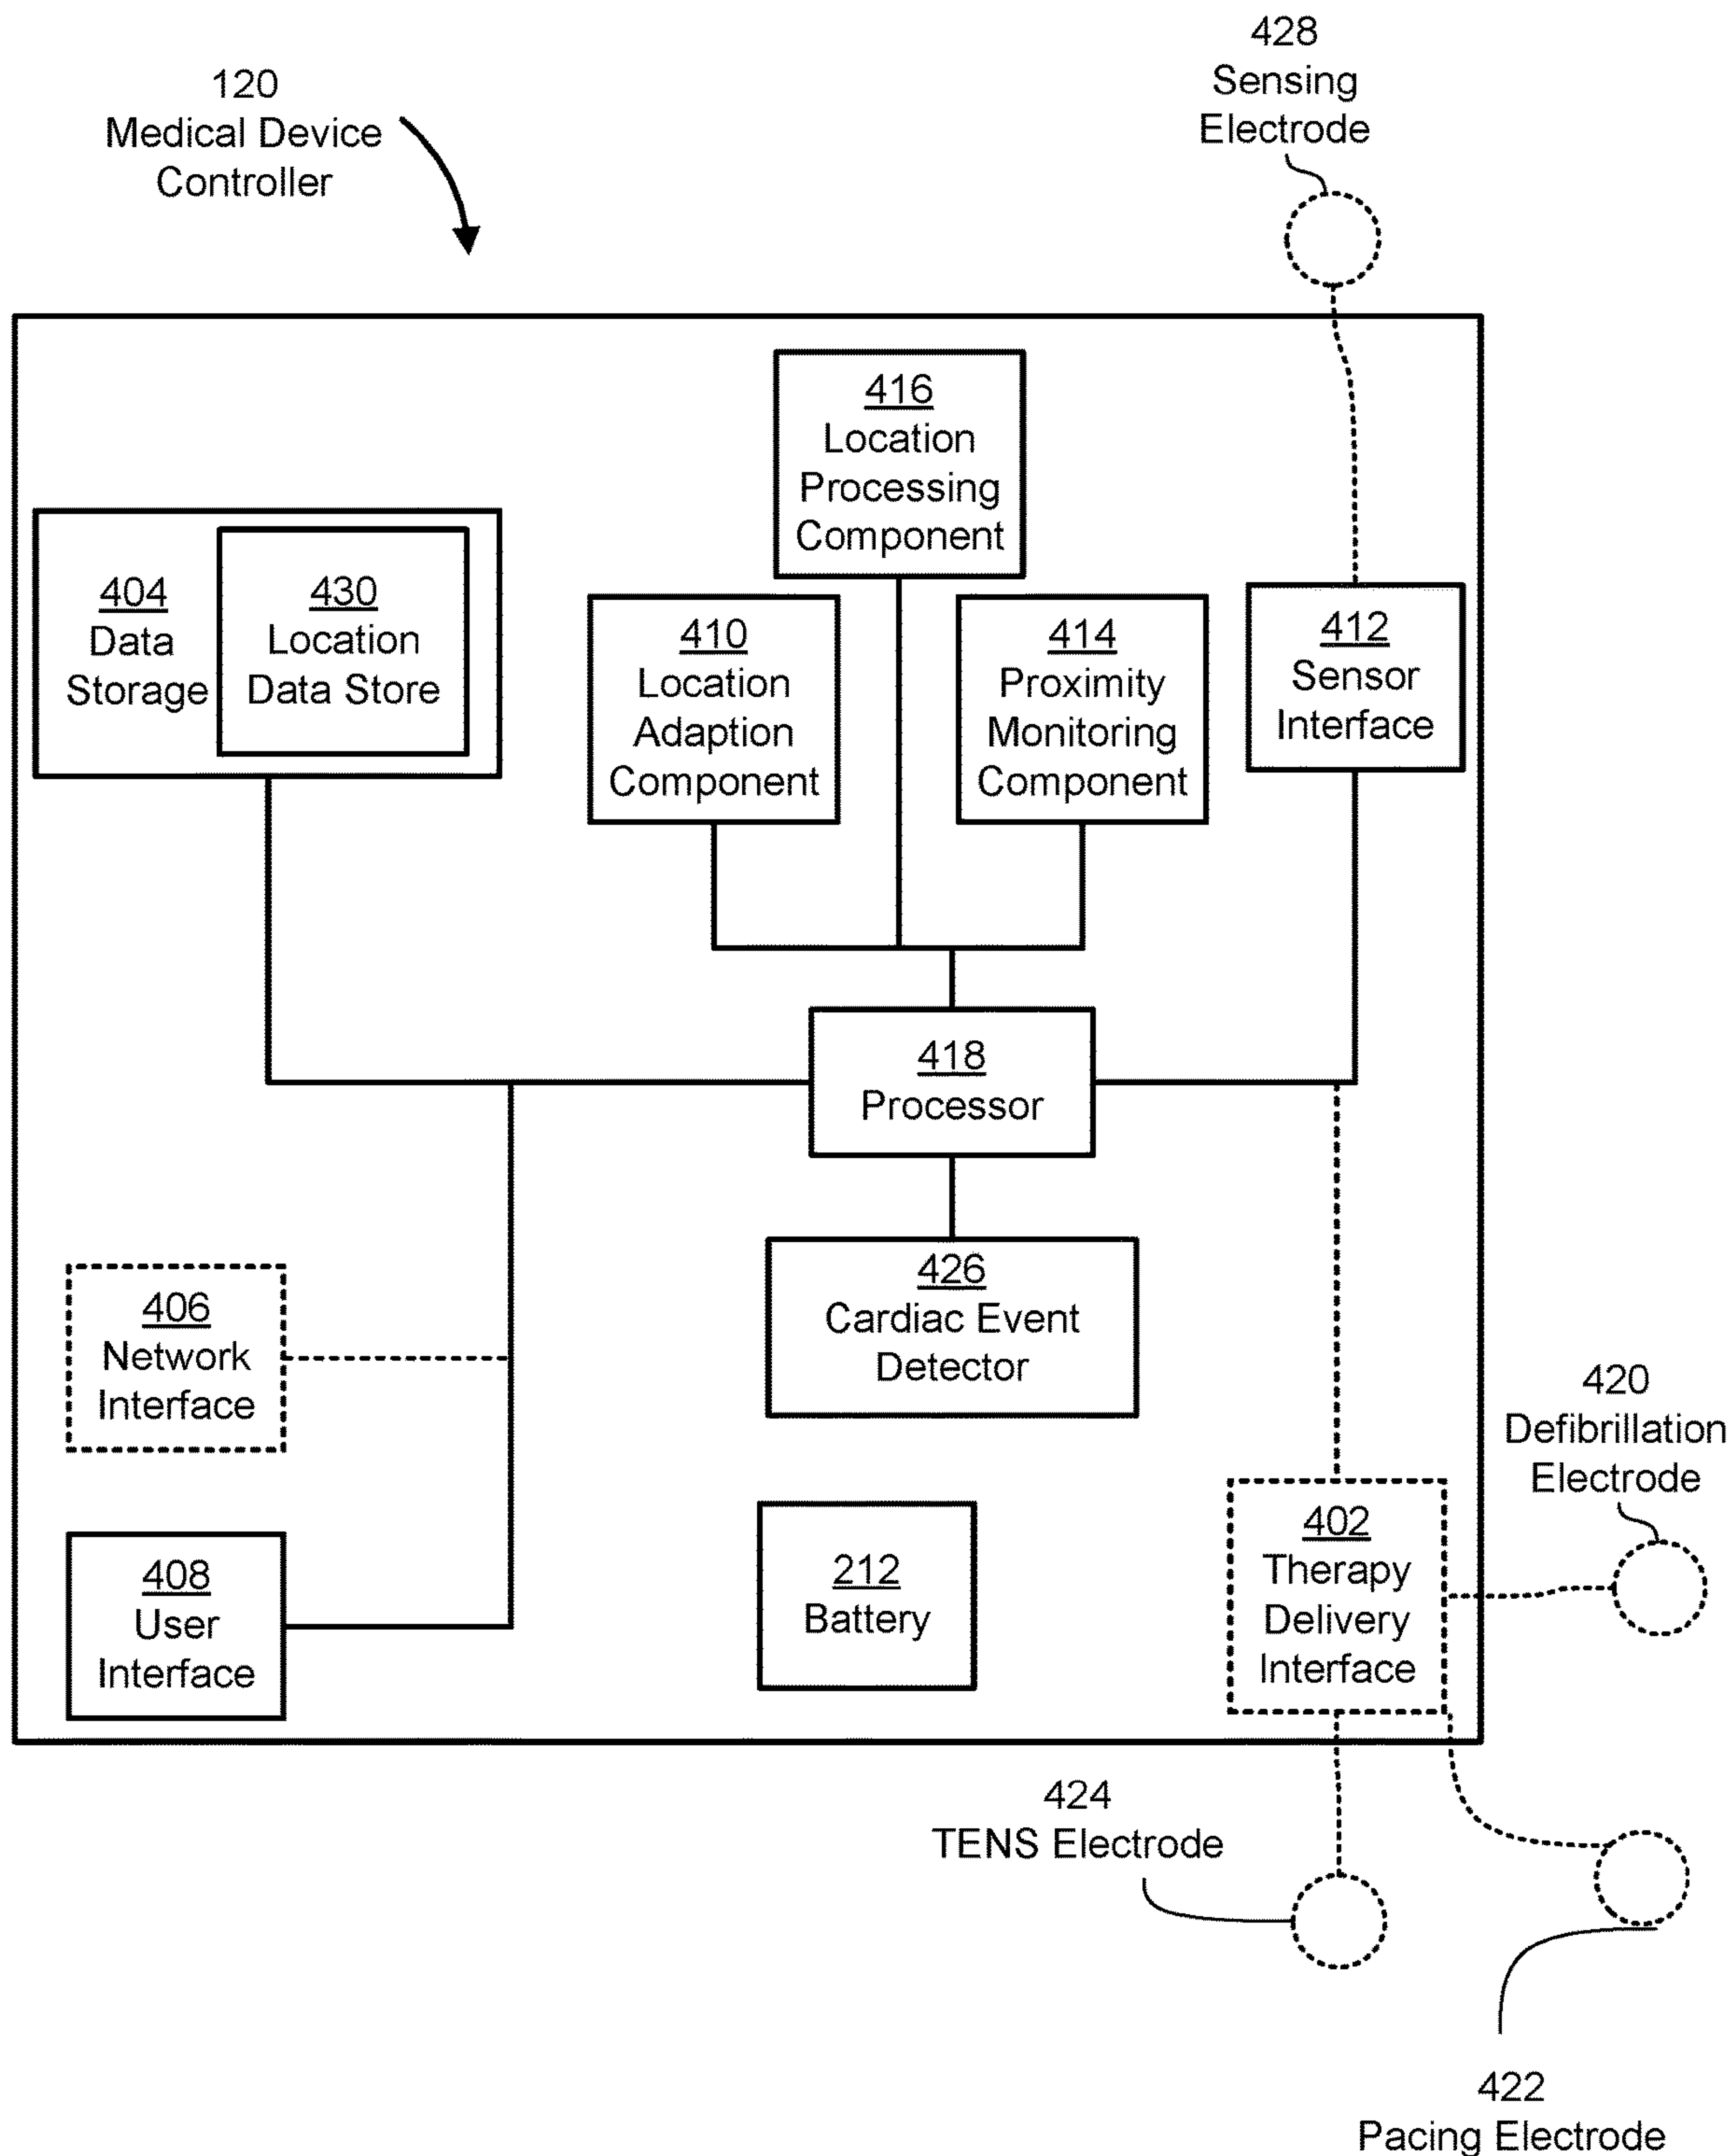 428
Sensing
Electrode
120
Medical Device
Controller
416
Location
Processing
Component
404
Data
Storage
430
Location
Data Store
410
Location
Adaption
Component
414
Proximity
Monitoring
Component
412
Sensor
Interface
418
Processor
426
Cardiac Event
Detector
406
Network
Interface
408
User
Interface
212
Battery
402
Therapy
Delivery
Interface
420
Defibrillation
Electrode
424
TENS Electrode
422
Pacing Electrode